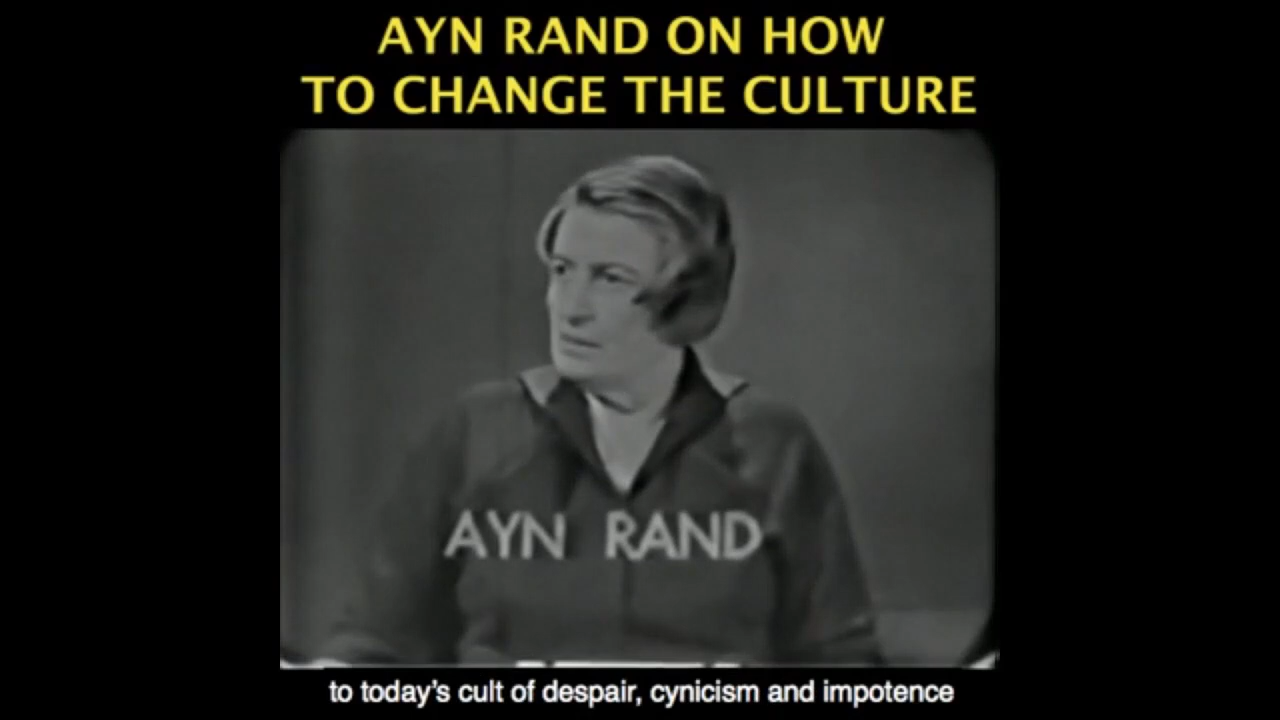 AYN RAND ON HOW
TO CHANGE THE CULTURE
AYN RAND
to today's cult of despair, cynicism and impotence